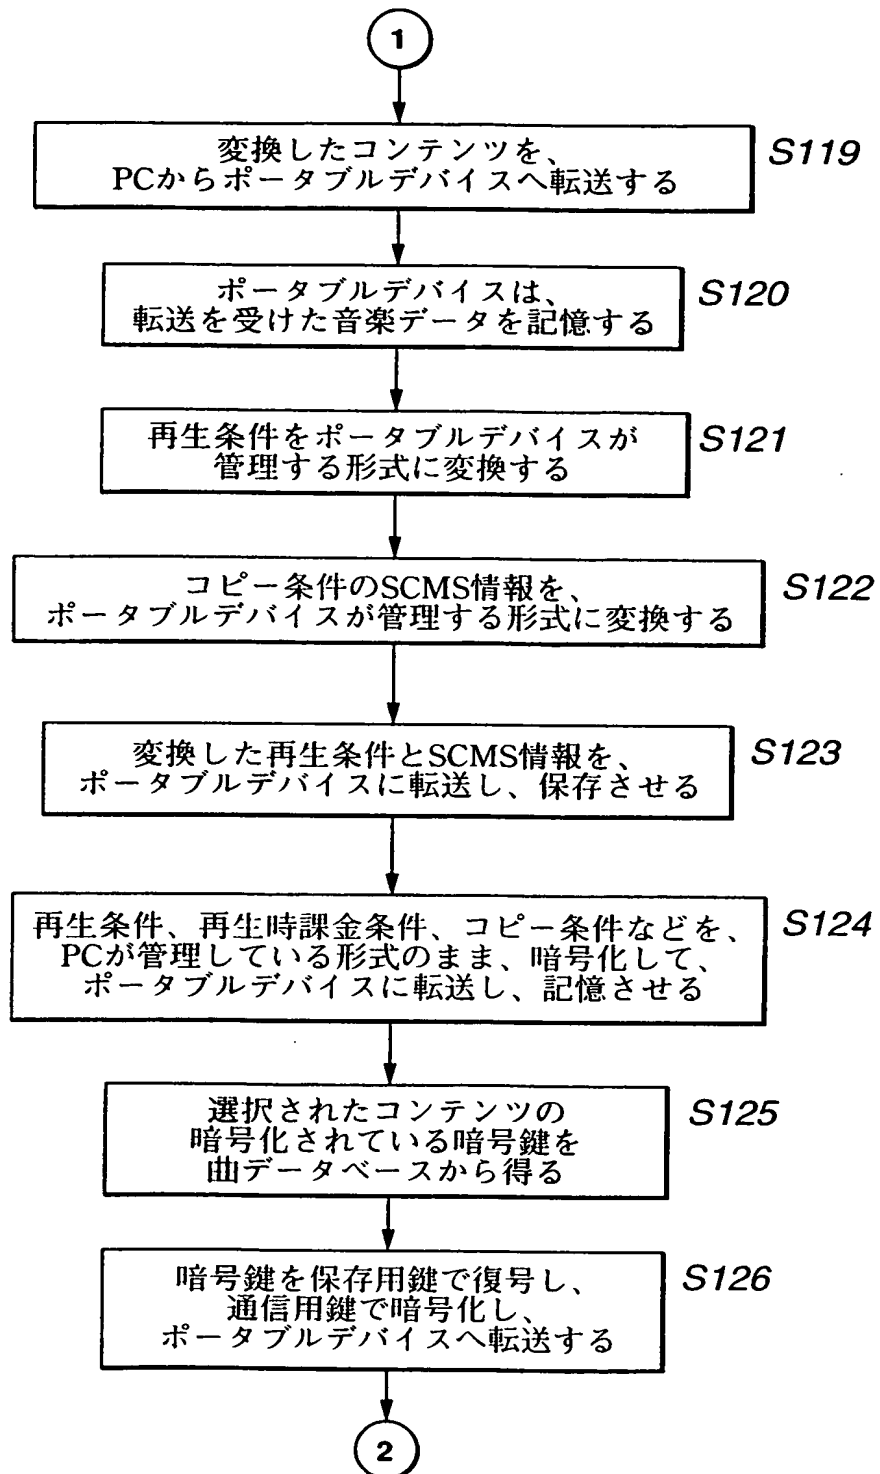 1
変換したコンテンツを、
PCからポータブルデバイスへ転送する
S119
ポータブルデバイスは、
転送を受けた音楽データを記憶する
S120
再生条件をポータブルデバイスが
管理する形式に変換する
S121
コピー条件のSCMS情報を、
ポータブルデバイスが管理する形式に変換する
S122
変換した再生条件とSCMS情報を、
ポータブルデバイスに転送し、保存させる
S123
再生条件、再生時課金条件、コピー条件などを、
PCが管理している形式のまま、暗号化して、
ポータブルデバイスに転送し、記憶させる
S124
選択されたコンテンツの
暗号化されている暗号鍵を
曲データベースから得る
S125
暗号鍵を保存用鍵で復号し、
通信用鍵で暗号化し、
ポータブルデバイスへ転送する
S126
2